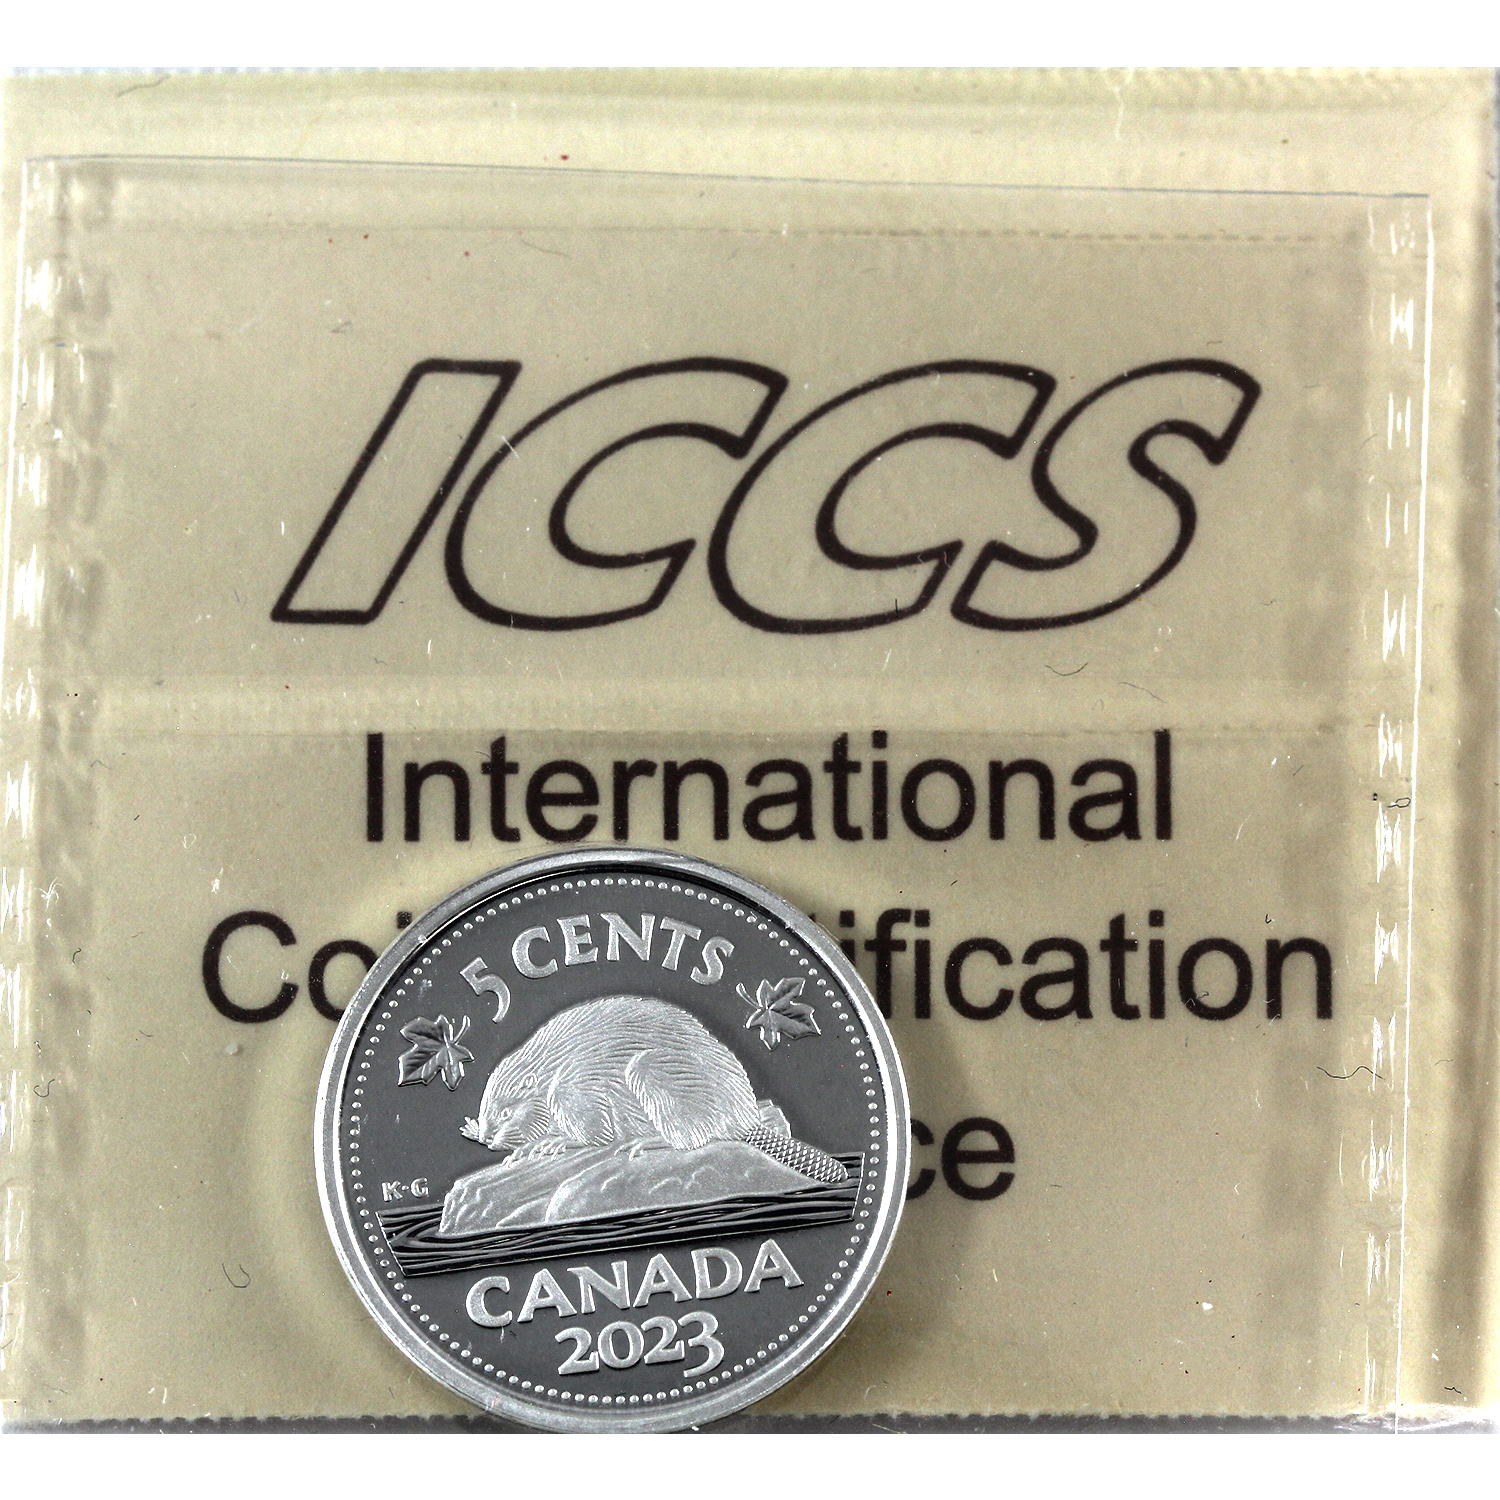 ICCS
International
Co ification
ce
5 CENTS
K·G
CANADA
2023